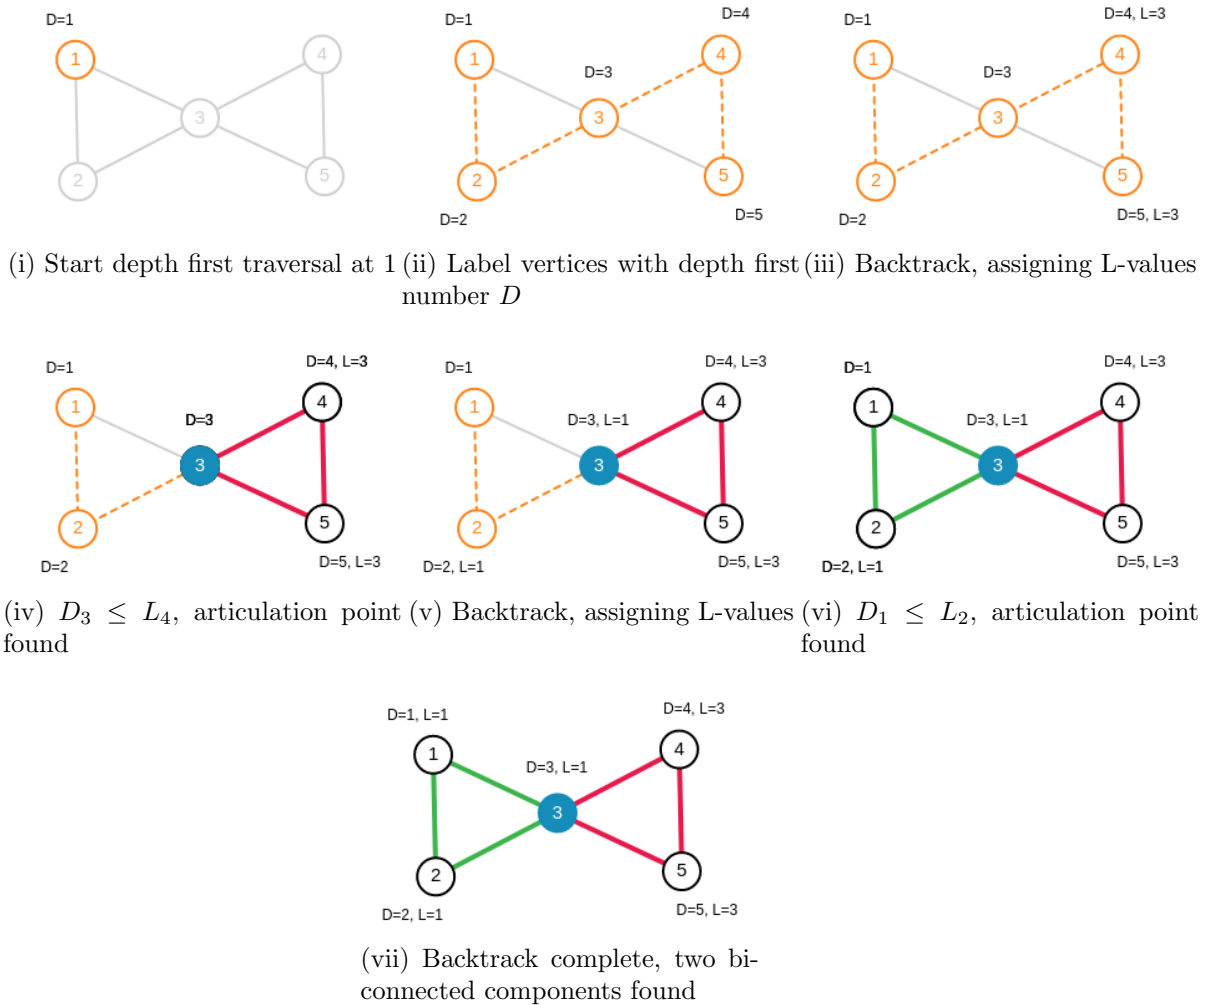 D=1
1
2
3
4
5
(i) Start depth first traversal at 1
D=1
D=4
D=3
1
2
3
4
5
D=2
D=5
(ii) Label vertices with depth first
number D
D=1
D=4, L=3
D=3
1
2
3
4
5
D=2
D=5, L=3
(iii) Backtrack, assigning L-values
D=1
D=4, L=3
D=3
1
2
3
4
5
D=2
D=5, L=3
(iv) D₃ ≤ L₄, articulation point
found
D=1
D=4, L=3
D=3, L=1
1
2
3
4
5
D=2, L=1
D=5, L=3
(v) Backtrack, assigning L-values
D=1
D=4, L=3
D=3, L=1
1
2
3
4
5
D=2, L=1
D=5, L=3
(vi) D₁ ≤ L₂, articulation point
found
D=1, L=1
D=4, L=3
D=3, L=1
1
2
3
4
5
D=2, L=1
D=5, L=3
(vii) Backtrack complete, two bi-
connected components found